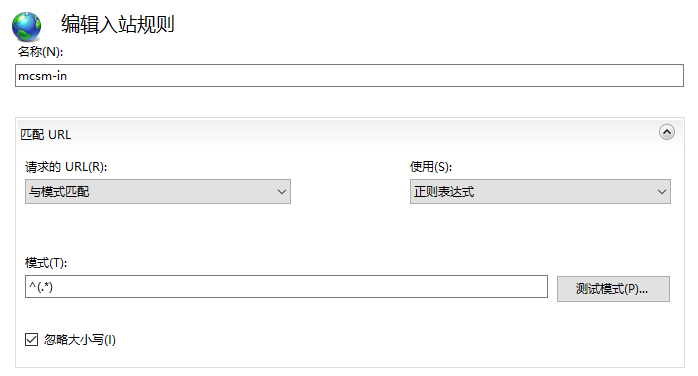 编辑入站规则
名称(N):
mcsm-in
匹配 URL
请求的 URL(R):
使用(S):
与模式匹配
正则表达式
模式(T):
^(.*)
测试模式(P)...
忽略大小写(I)